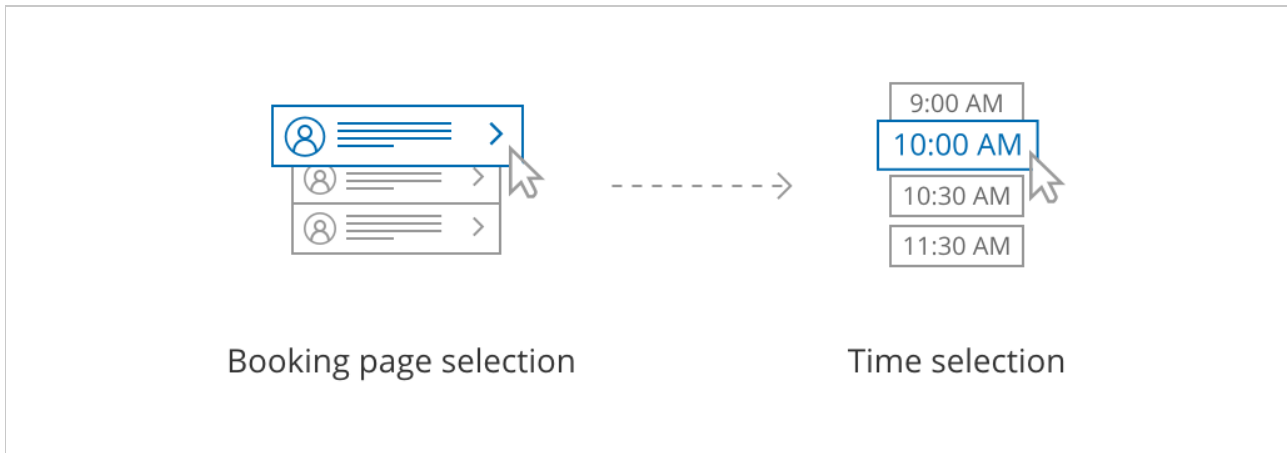 9:00 AM
10:00 AM
10:30 AM
11:30 AM
Booking page selection
Time selection